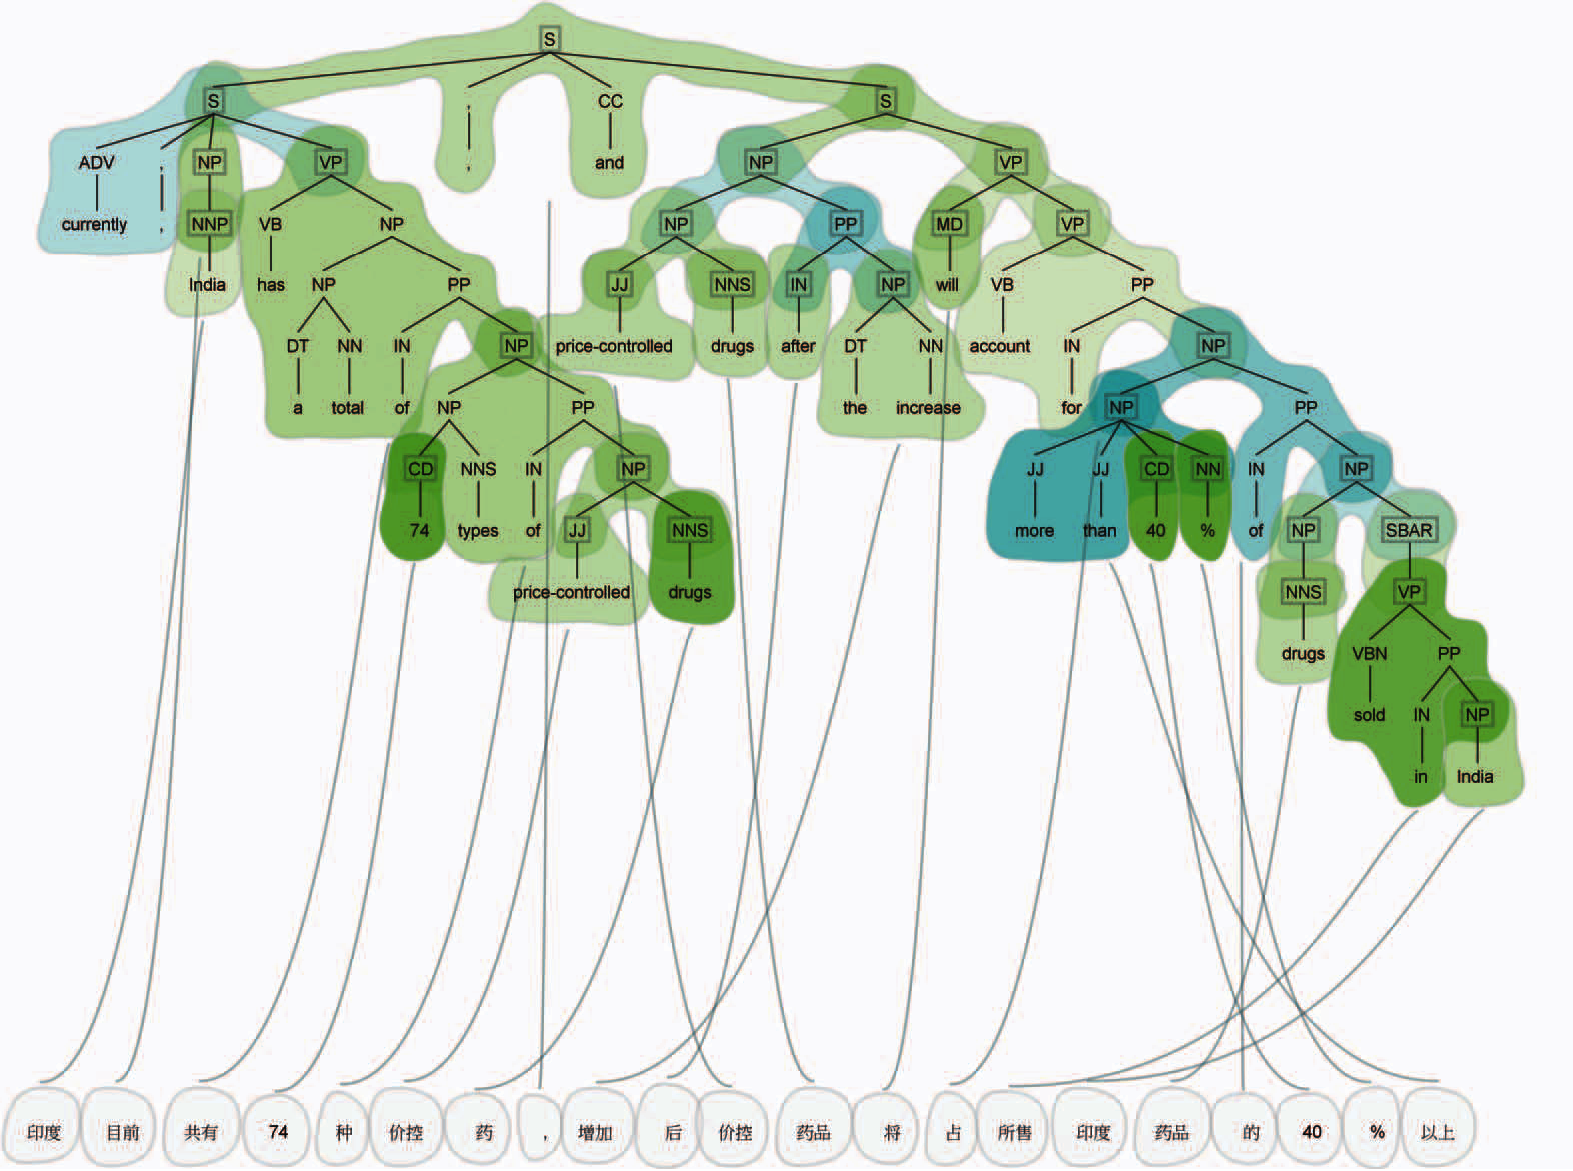 S
S , CC S
ADV , NP VP , and NP VP
currently , NNP VB NP NP PP MD VP
India has NP PP JJ NNS IN NP will VB PP
DT NN IN NP price-controlled drugs after DT NN account IN NP
a total of NP PP the increase for NP PP
CD NNS IN NP JJ JJ CD NN IN NP
74 types of JJ NNS more than 40 % of NP SBAR
price-controlled drugs NNS VP
drugs VBN PP
sold IN NP
in India
印度 目前 共有 74 种 价控 药 , 增加 后 价控 药品 将 占 所售 印度 药品 的 40 % 以上